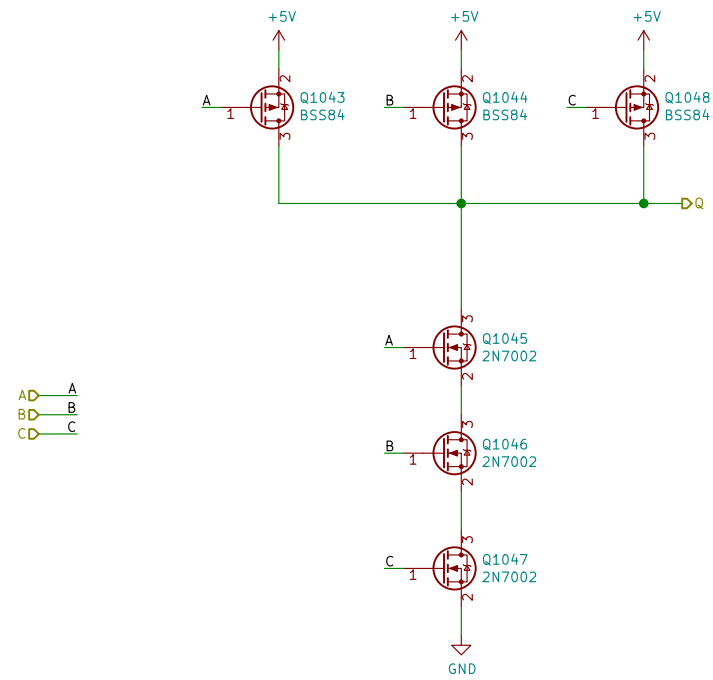 +5V +5V +5V
2 2 2
A 1 Q1043 B 1 Q1044 C 1 Q1048
BSS84 BSS84 BSS84
3 3 3
Q
3
A 1 Q1045
2N7002
2
A A
B B
C C
3
B 1 Q1046
2N7002
2
3
C 1 Q1047
2N7002
2
GND